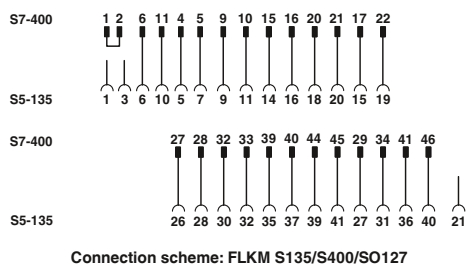 S7-400 1 2 6 11 4 5 9 10 15 16 20 21 17 22
S5-135 1 3 6 10 4 7 9 11 14 16 18 20 15 19
S7-400 27 28 32 33 39 40 44 45 29 34 41 46
S5-135 26 28 30 32 35 37 39 41 27 31 36 40 21
Connection scheme: FLKM S135/S400/SO127